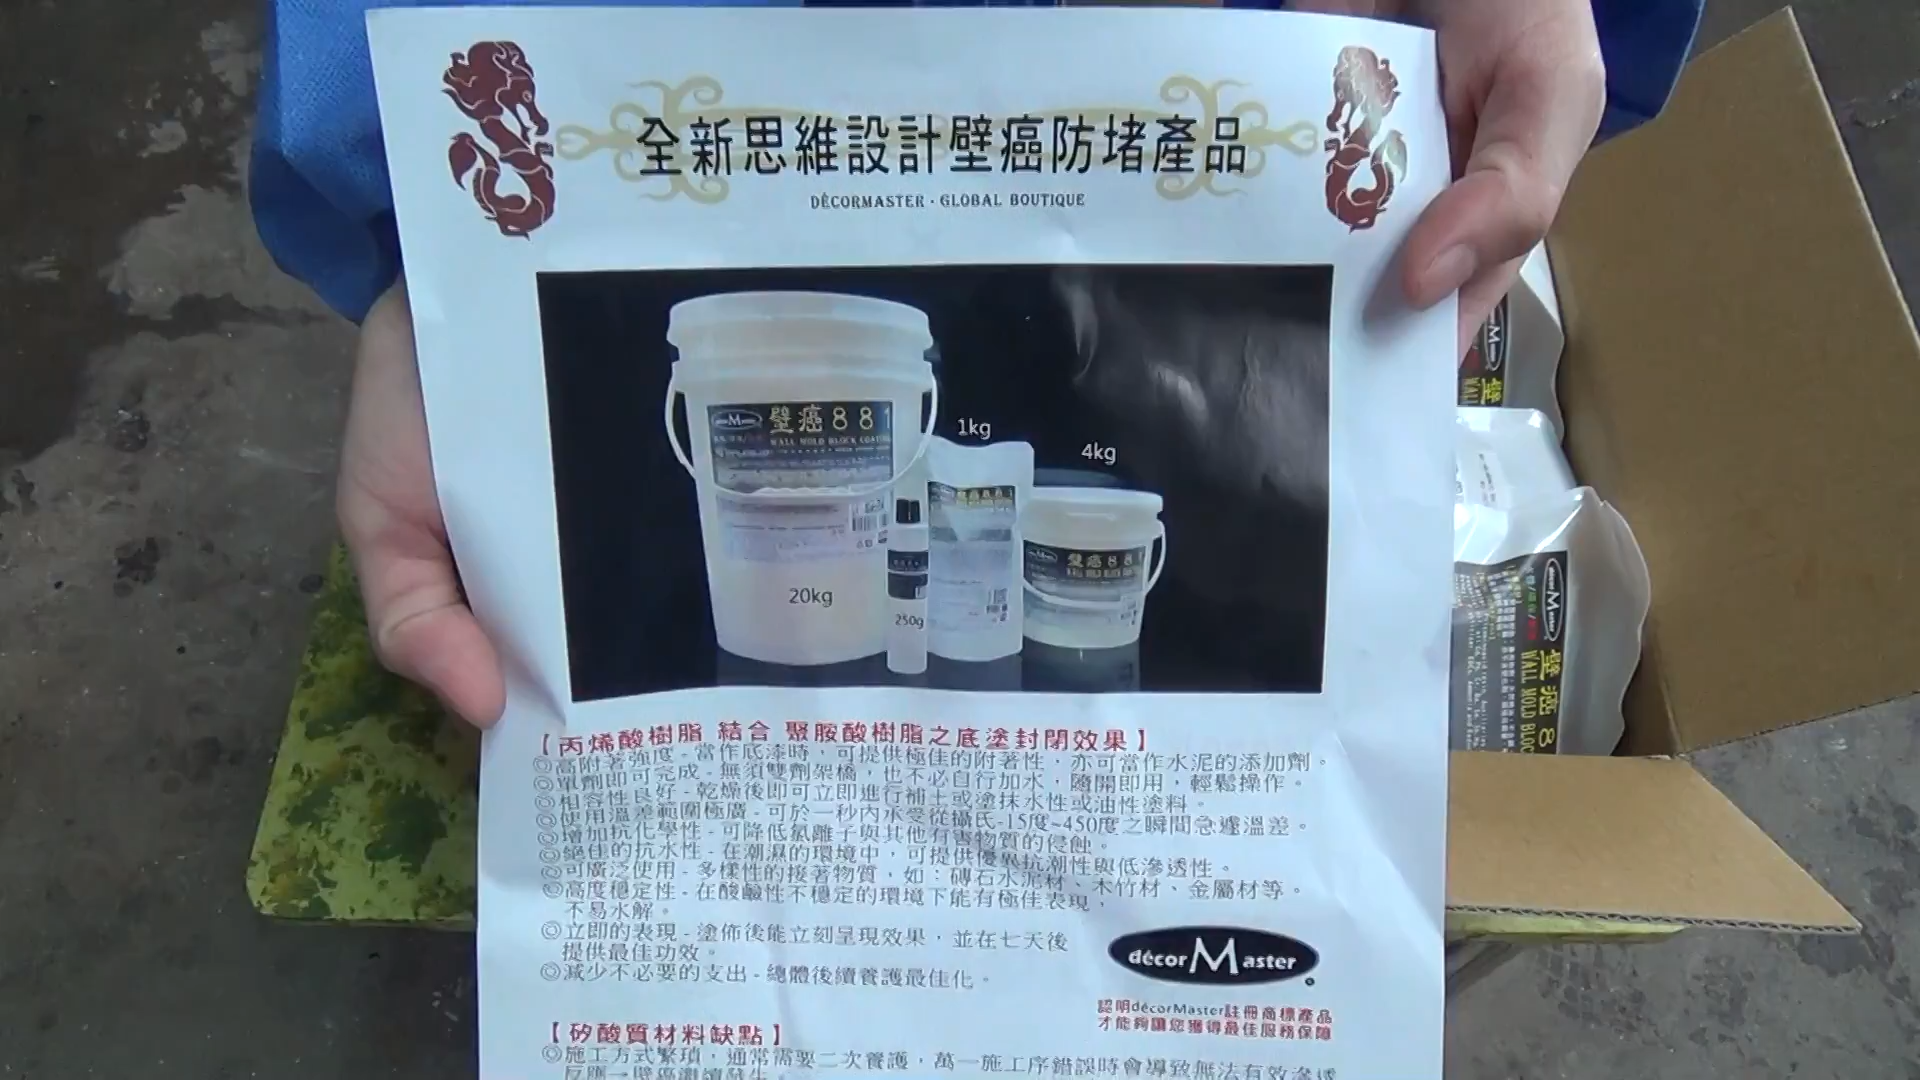 全新思維設計壁癌防堵產品
DÉCORMASTER · GLOBAL BOUTIQUE
壁癌881
WALL MOLD BLOCK COATING
1kg
4kg
壁癌881
20kg
250g
【丙烯酸樹脂 結合 聚胺酸樹脂之底塗封閉效果】
◎高附著強度 - 當作底漆時，可提供極佳的附著性，亦可當作水泥的添加劑。
◎單劑即可完成 - 無須雙劑架橋，也不必自行加水，隨開即用，輕鬆操作。
◎相容性良好 - 乾燥後即可立即進行補土或塗抹水性或油性塗料。
◎使用溫差範圍極廣 - 可於一秒內承受從攝氏-15度~450度之瞬間急遽溫差。
◎增加抗化學性 - 可降低氯離子與其他有害物質的侵蝕。
◎絕佳的抗水性 - 在潮濕的環境中，可提供優異抗潮性與低滲透性。
◎可廣泛使用 - 多樣性的接著物質，如：磚石水泥材、木竹材、金屬材等。
◎高度穩定性 - 在酸鹼性不穩定的環境下能有極佳表現，
不易水解。
◎立即的表現 - 塗佈後能立刻呈現效果，並在七天後
提供最佳功效。
◎減少不必要的支出 - 總體後續養護最佳化。
décorMaster
認明décorMaster註冊商標產品
才能夠讓您獲得最佳服務保障
【矽酸質材料缺點】
◎施工方式繁瑣，通常需要二次養護，萬一施工序錯誤時會導致無法有效滲透
décorMaster
壁癌8
WALL MOLD BLOC